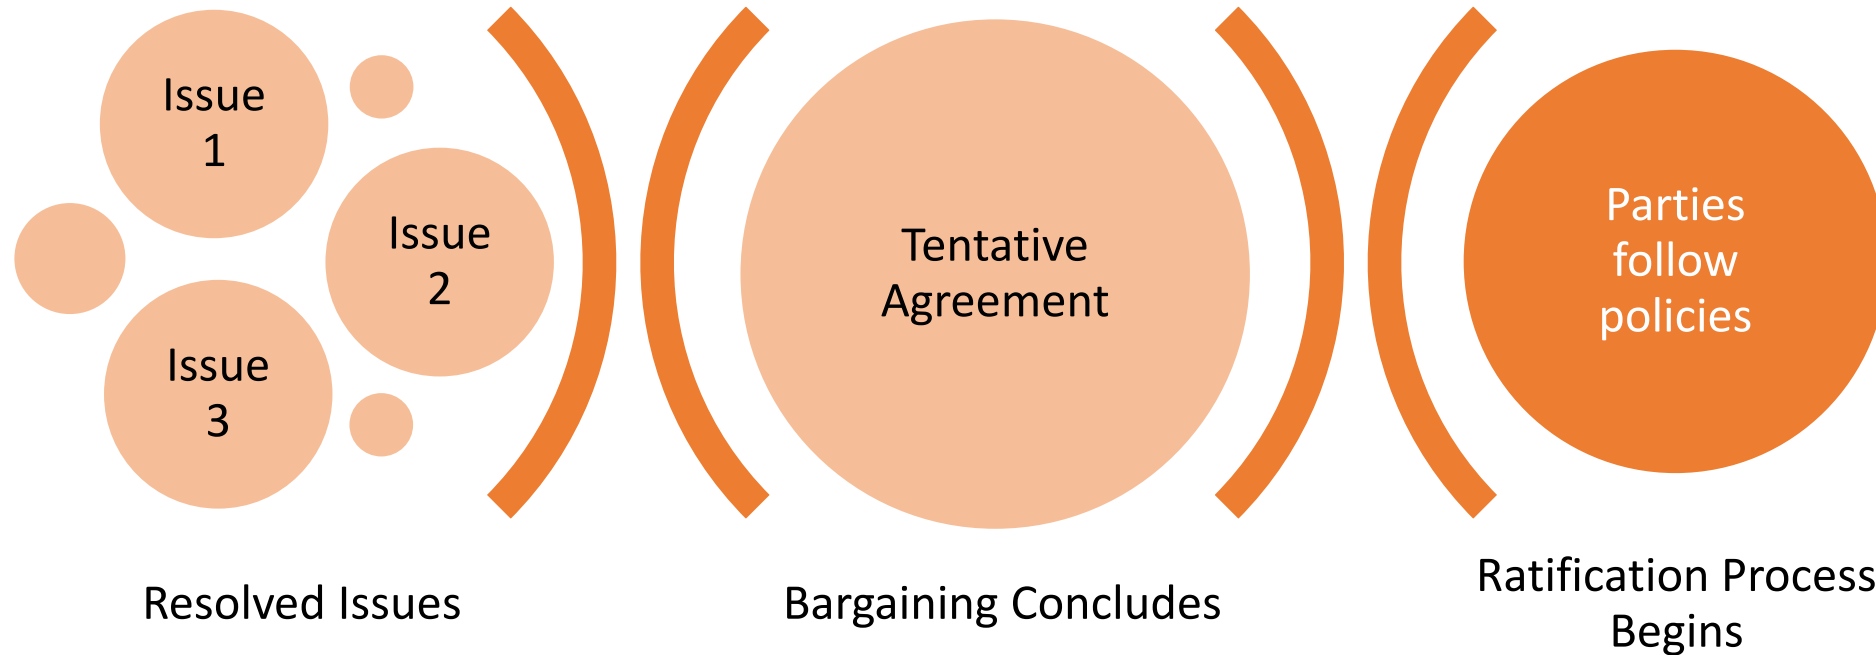 Issue
1
Issue
2
Issue
3
Resolved Issues
Tentative
Agreement
Bargaining Concludes
Parties
follow
policies
Ratification Process
Begins